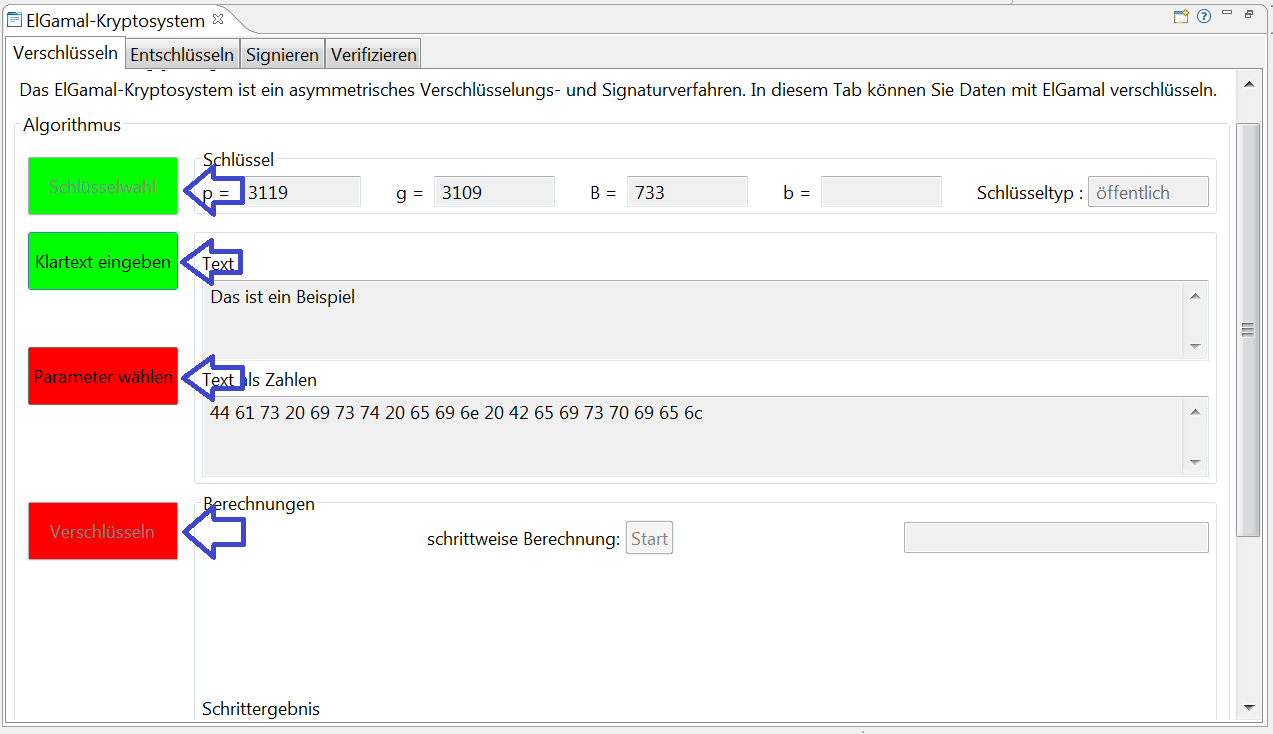 ElGamal-Kryptosystem
Verschlüsseln Entschlüsseln Signieren Verifizieren
Das ElGamal-Kryptosystem ist ein asymmetrisches Verschlüsselungs- und Signaturverfahren. In diesem Tab können Sie Daten mit ElGamal verschlüsseln.
Algorithmus
Schlüsselwahl
Schlüssel
p = 3119 g = 3109 B = 733 b = Schlüsseltyp : öffentlich
Klartext eingeben
Text
Das ist ein Beispiel
Parameter wählen
Text als Zahlen
44 61 73 20 69 73 74 20 65 69 6e 20 42 65 69 73 70 69 65 6c
Verschlüsseln
Berechnungen
schrittweise Berechnung: Start
Schrittergebnis